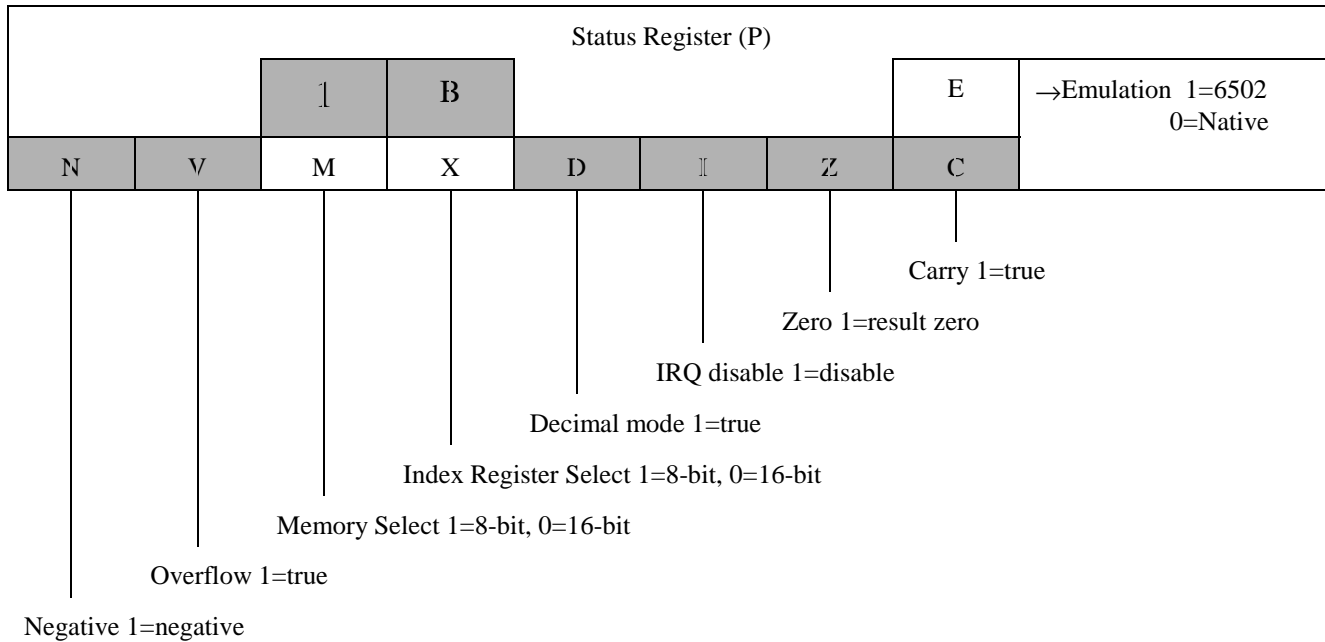 Status Register (P)
1 B E →Emulation 1=6502
0=Native
N V M X D I Z C
Carry 1=true
Zero 1=result zero
IRQ disable 1=disable
Decimal mode 1=true
Index Register Select 1=8-bit, 0=16-bit
Memory Select 1=8-bit, 0=16-bit
Overflow 1=true
Negative 1=negative